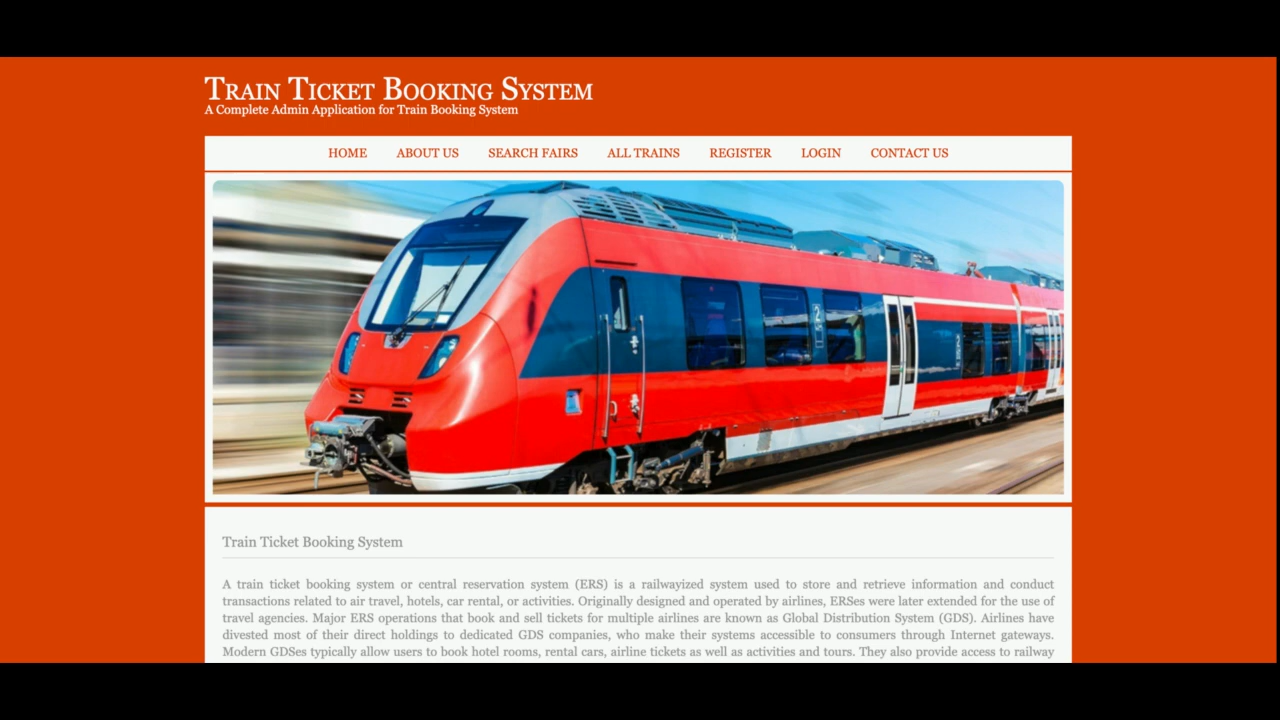 Train Ticket Booking System
A Complete Admin Application for Train Booking System
HOME ABOUT US SEARCH FAIRS ALL TRAINS REGISTER LOGIN CONTACT US
2
Train Ticket Booking System
A train ticket booking system or central reservation system (ERS) is a railwayized system used to store and retrieve information and conduct
transactions related to air travel, hotels, car rental, or activities. Originally designed and operated by airlines, ERSes were later extended for the use of
travel agencies. Major ERS operations that book and sell tickets for multiple airlines are known as Global Distribution System (GDS). Airlines have
divested most of their direct holdings to dedicated GDS companies, who make their systems accessible to consumers through Internet gateways.
Modern GDSes typically allow users to book hotel rooms, rental cars, airline tickets as well as activities and tours. They also provide access to railway